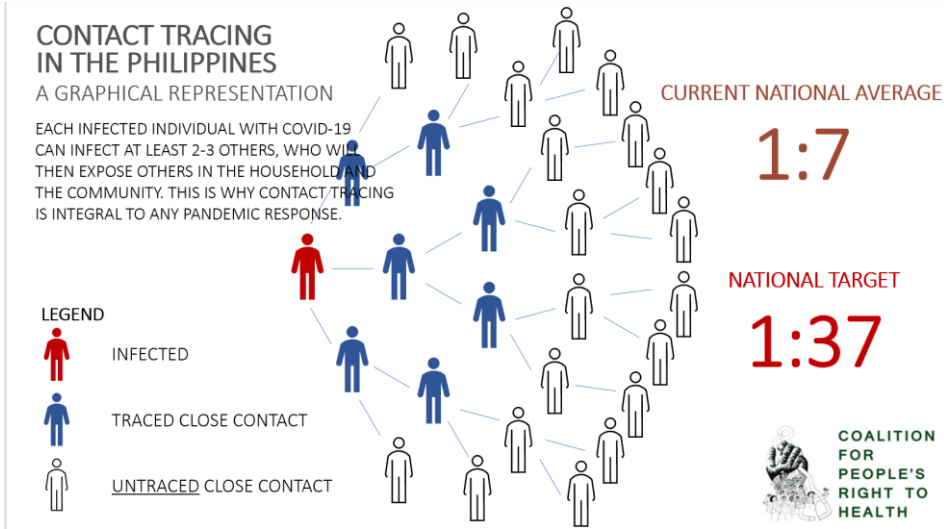 CONTACT TRACING
IN THE PHILIPPINES
A GRAPHICAL REPRESENTATION
EACH INFECTED INDIVIDUAL WITH COVID-19
CAN INFECT AT LEAST 2-3 OTHERS, WHO WILL
THEN EXPOSE OTHERS IN THE HOUSEHOLD AND
THE COMMUNITY. THIS IS WHY CONTACT TRACING
IS INTEGRAL TO ANY PANDEMIC RESPONSE.
LEGEND
INFECTED
TRACED CLOSE CONTACT
UNTRACED CLOSE CONTACT
CURRENT NATIONAL AVERAGE
1:7
NATIONAL TARGET
1:37
COALITION
FOR
PEOPLE'S
RIGHT TO
HEALTH